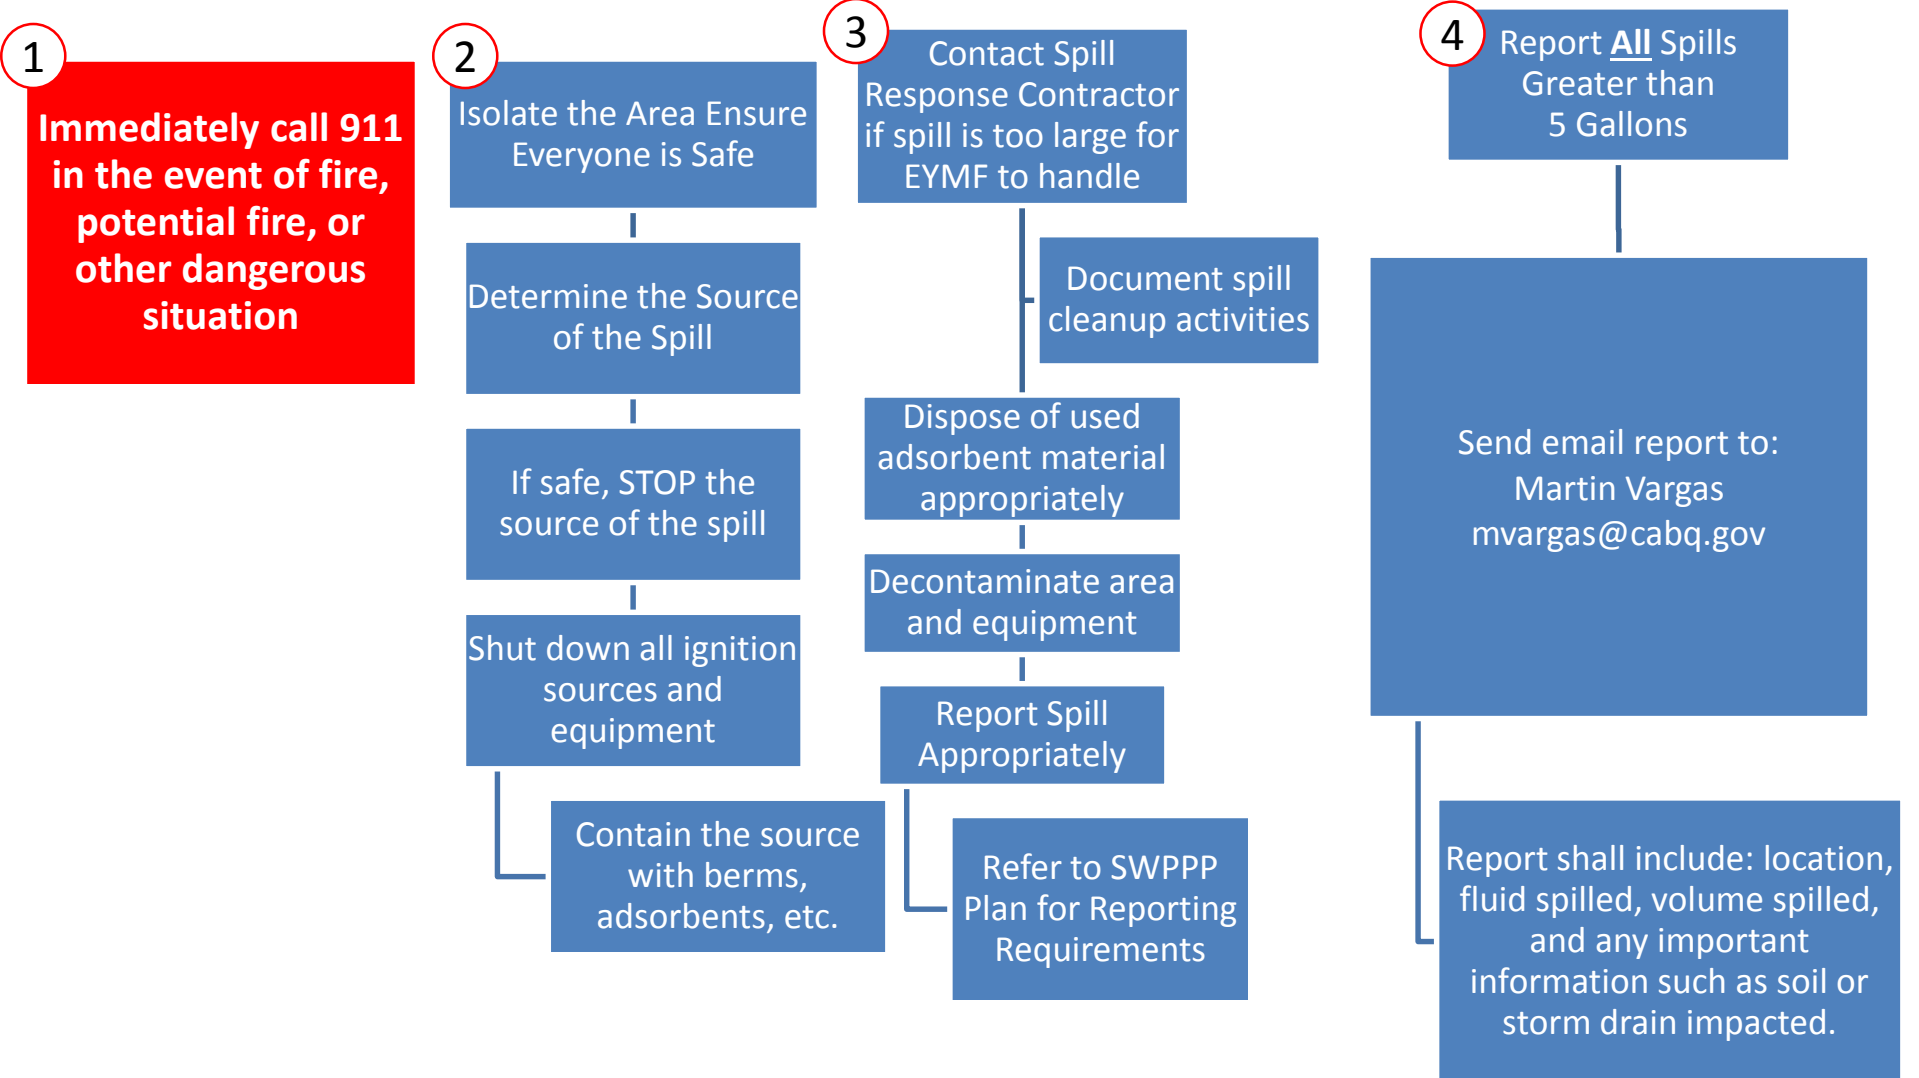 1
Immediately call 911
in the event of fire,
potential fire, or
other dangerous
situation
2
Isolate the Area Ensure
Everyone is Safe
Determine the Source
of the Spill
If safe, STOP the
source of the spill
Shut down all ignition
sources and
equipment
Contain the source
with berms,
adsorbents, etc.
3
Contact Spill
Response Contractor
if spill is too large for
EYMF to handle
Document spill
cleanup activities
Dispose of used
adsorbent material
appropriately
Decontaminate area
and equipment
Report Spill
Appropriately
Refer to SWPPP
Plan for Reporting
Requirements
4
Report All Spills
Greater than
5 Gallons
Send email report to:
Martin Vargas
mvargas@cabq.gov
Report shall include: location,
fluid spilled, volume spilled,
and any important
information such as soil or
storm drain impacted.